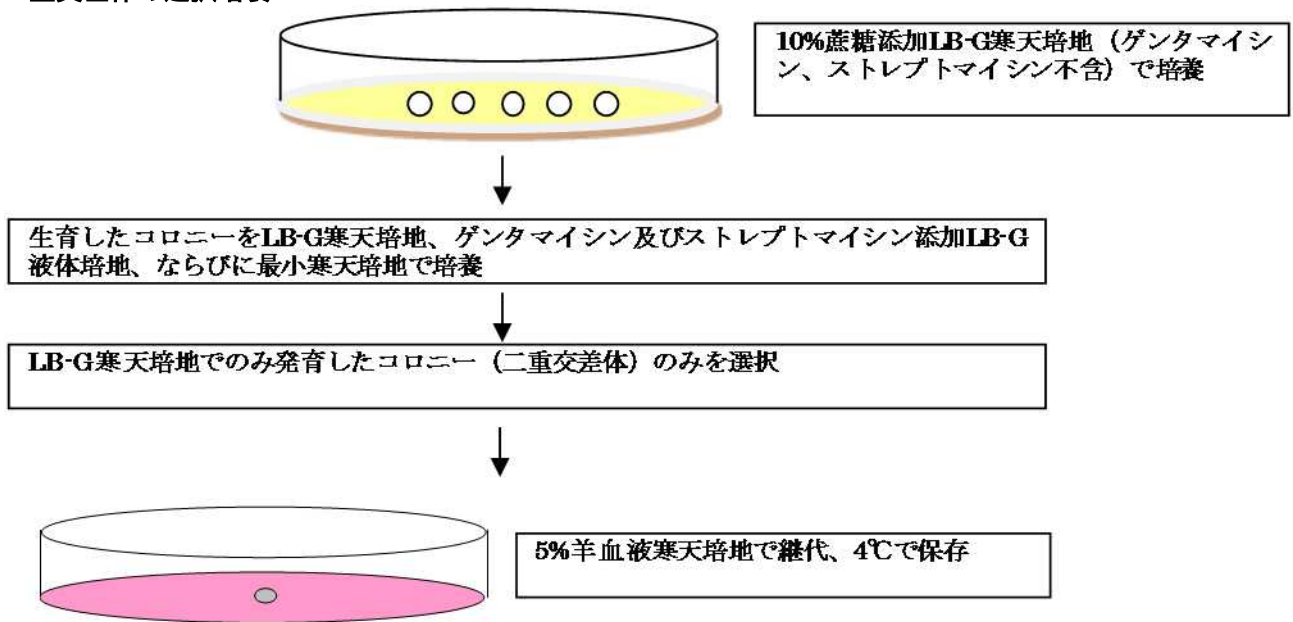 10%蔗糖添加LB-G寒天培地（ゲンタマイシ
ン、ストレプトマイシン不含）で培養
生育したコロニーをLB-G寒天培地、ゲンタマイシン及びストレプトマイシン添加LB-G
液体培地、ならびに最小寒天培地で培養
LB-G寒天培地でのみ発育したコロニー（二重交差体）のみを選択
5%羊血液寒天培地で継代、4℃で保存